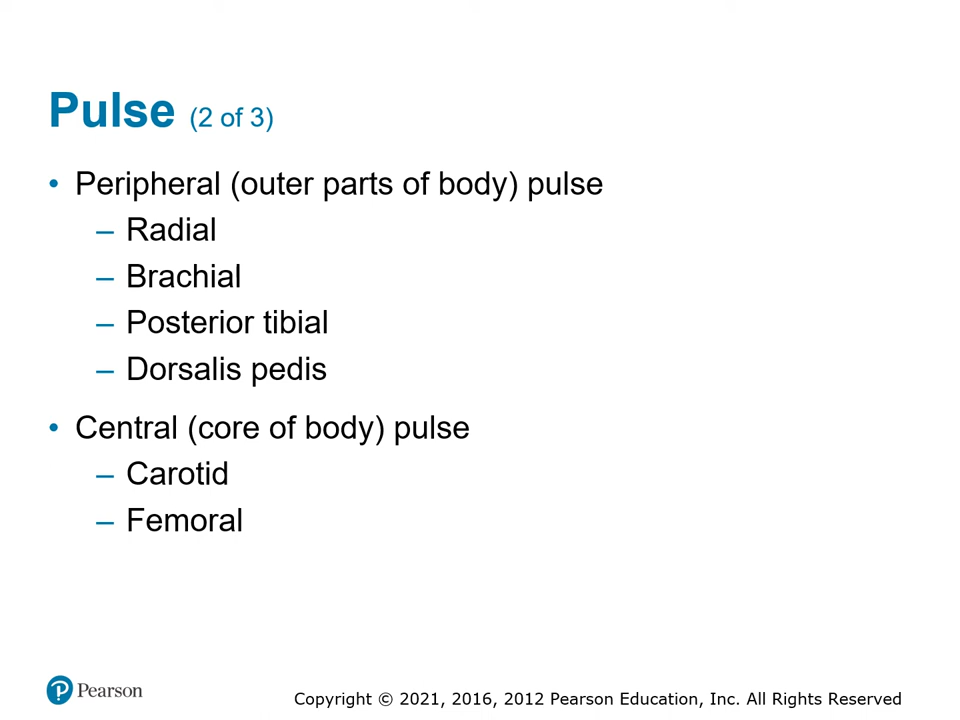 Pulse (2 of 3)
• Peripheral (outer parts of body) pulse
– Radial
– Brachial
– Posterior tibial
– Dorsalis pedis
• Central (core of body) pulse
– Carotid
– Femoral
Pearson
Copyright © 2021, 2016, 2012 Pearson Education, Inc. All Rights Reserved